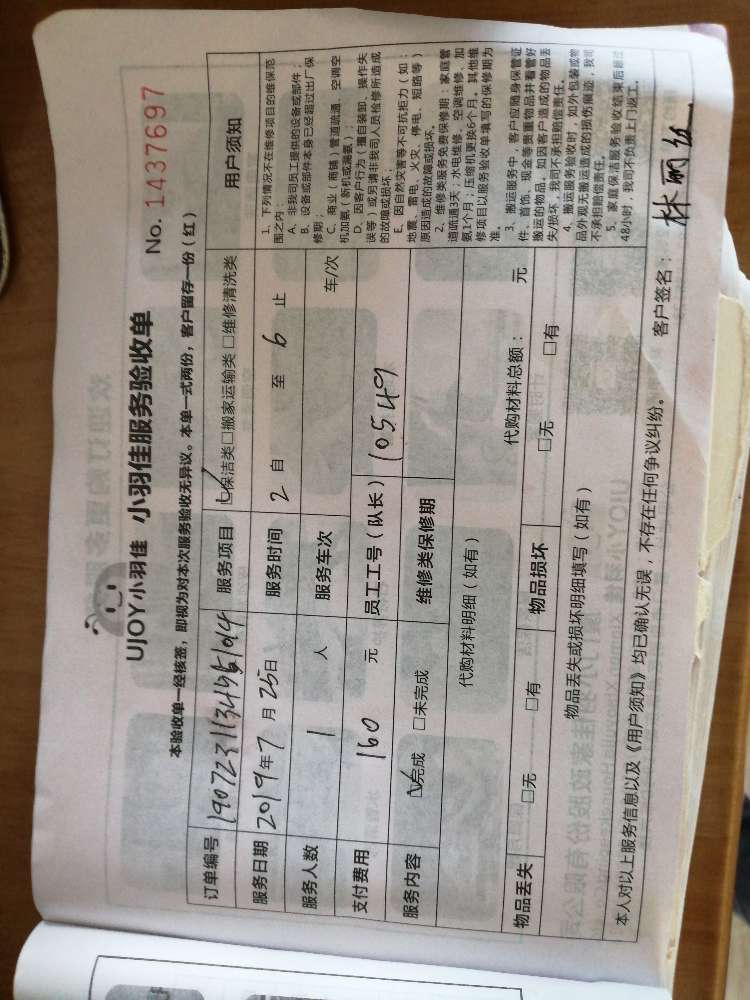 UJOY小羽佳 小羽佳服务验收单
No. 1437697
本验收单一经核签，即视为对本次服务验收无异议。本单一式两份，客户留存一份（红）
订单编号 服务项目 保洁类□搬家运输类□维修清洗类 用户须知
服务日期 2019年7月25日 服务时间 2自 至6止
服务人数 1人 服务车次 车/次
支付费用 160元 员工工号（队长） 10549
服务内容 ☑完成 □未完成 维修类保修期
代购材料明细（如有） 代购材料总额： 元
物品丢失 □无 □有 物品损坏 □无 □有
物品丢失或损坏明细填写（如有）
1、下列情况不在维修项目的维保范
围之内：
A、非我司员工提供的设备或部件；
B、设备或部件本身已经超过出厂保
修期；
C、商业（商铺）管道疏通、空调空
机加氨（新机或漏氨）；
D、因客户行为（擅自装卸、操作失
误等）或另请非我司人员检修所造成
的故障或损坏；
E、因自然灾害等不可抗拒力（如：
地震、雷电、火灾、停电、短路等）
原因造成的故障或损坏。
2、维修类服务免费保修期：家庭管
道疏通3天；水电维修、空调维修、加
氨1个月；压缩机更换6个月。其他维
修项目以服务验收单填写的保修期为
准。
3、搬运服务中，客户应随身保管证
件、首饰、现金等贵重物品并看管好
搬运的物品。如因客户造成的物品丢
失/损坏，我司不承担赔偿责任。
4、搬运服务验收时，如外包装或物
品外观无搬运造成的损伤痕迹，我司
不承担赔偿责任。
5、家庭保洁服务验收结束后超过
48小时，我司不负责上门返工。
本人对以上服务信息以及《用户须知》均已确认无误，不存在任何争议纠纷。 客户签名：林丽红